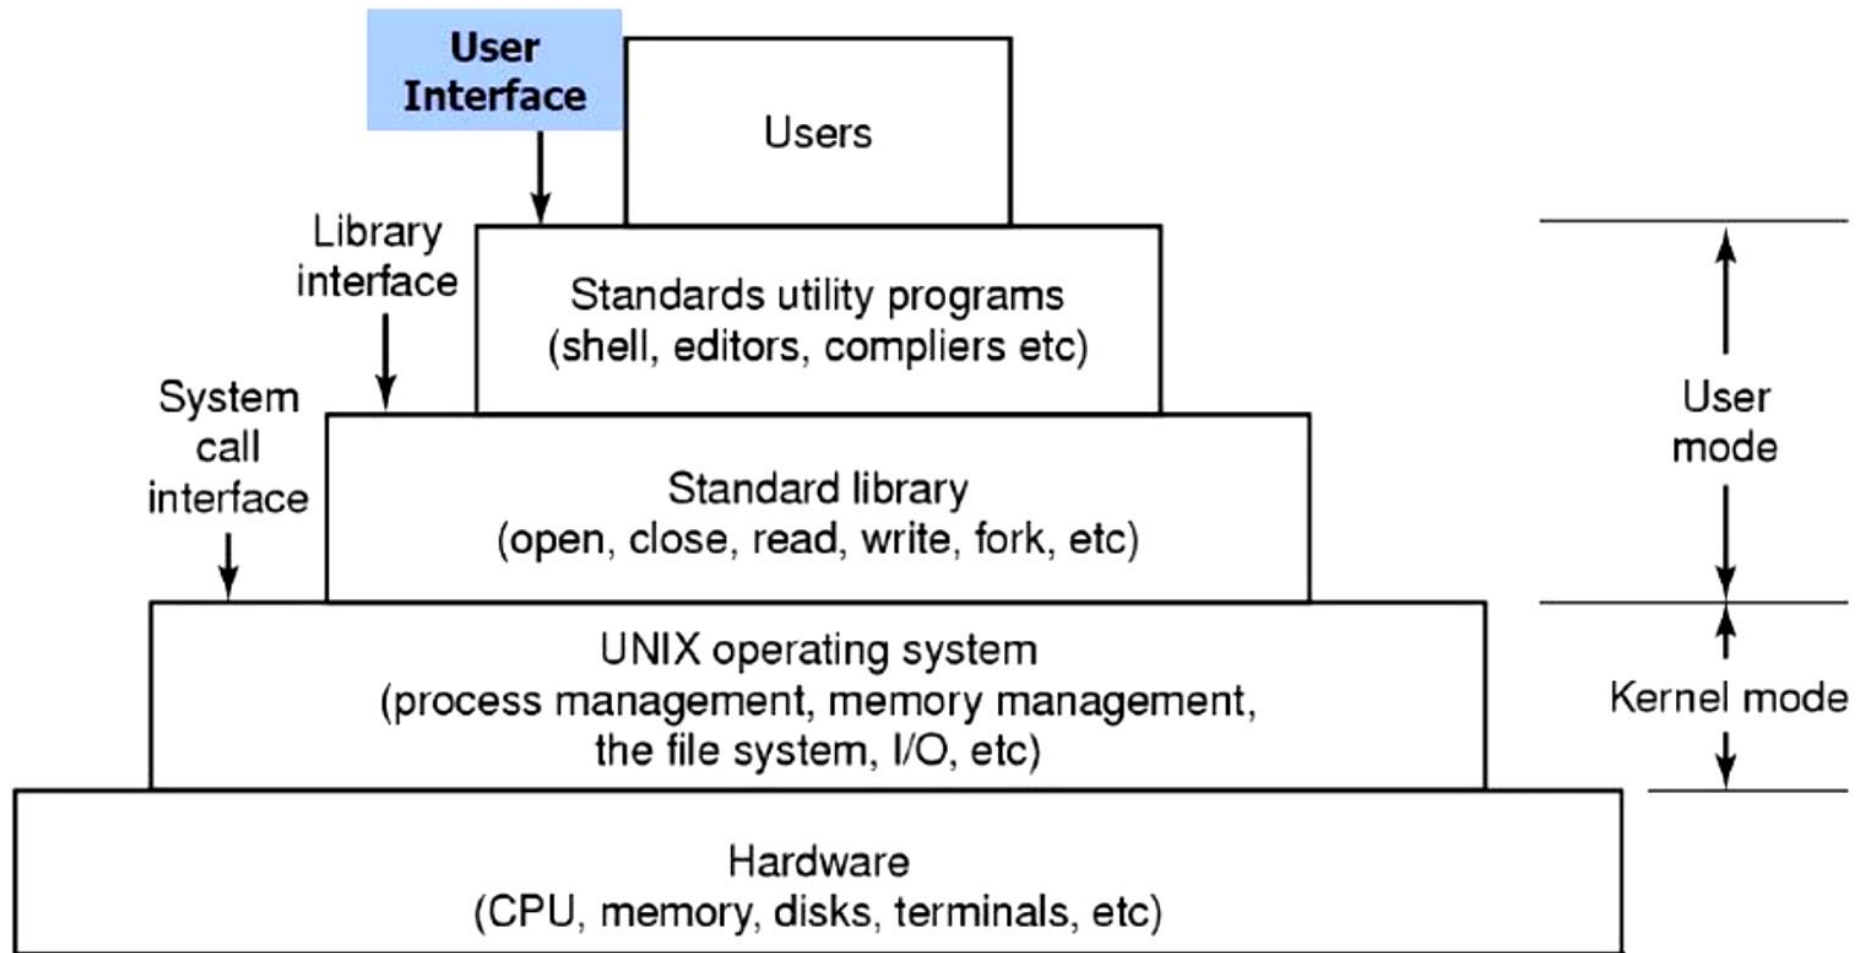 User
Interface
Users
Library
interface
Standards utility programs
(shell, editors, compliers etc)
System
call
interface
User
mode
Standard library
(open, close, read, write, fork, etc)
UNIX operating system
(process management, memory management,
the file system, I/O, etc)
Kernel mode
Hardware
(CPU, memory, disks, terminals, etc)